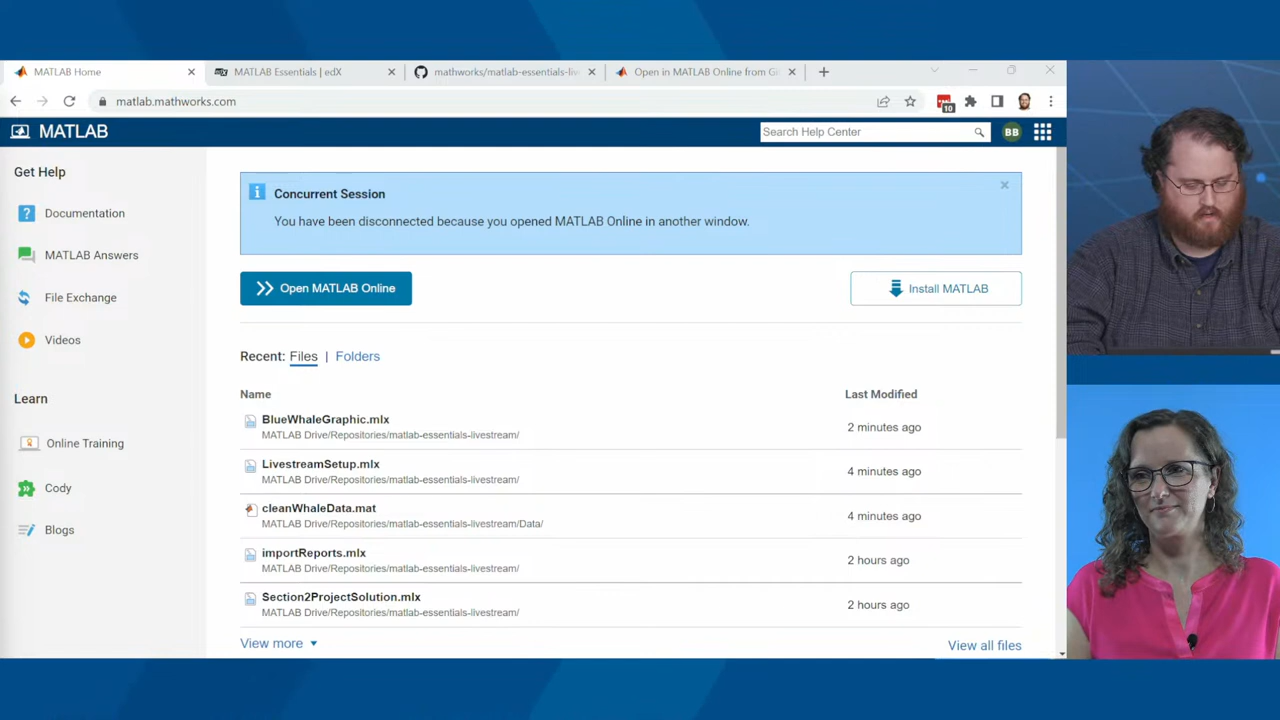 MATLAB Home
MATLAB Essentials | edX
mathworks/matlab-essentials-liv
Open in MATLAB Online from Gi
matlab.mathworks.com
10
MATLAB
Search Help Center
BB
Get Help
Documentation
MATLAB Answers
File Exchange
Videos
Learn
Online Training
Cody
Blogs
Concurrent Session
You have been disconnected because you opened MATLAB Online in another window.
Open MATLAB Online
Install MATLAB
Recent: Files | Folders
Name Last Modified
BlueWhaleGraphic.mlx
MATLAB Drive/Repositories/matlab-essentials-livestream/
2 minutes ago
LivestreamSetup.mlx
MATLAB Drive/Repositories/matlab-essentials-livestream/
4 minutes ago
cleanWhaleData.mat
MATLAB Drive/Repositories/matlab-essentials-livestream/Data/
4 minutes ago
importReports.mlx
MATLAB Drive/Repositories/matlab-essentials-livestream/
2 hours ago
Section2ProjectSolution.mlx
MATLAB Drive/Repositories/matlab-essentials-livestream/
2 hours ago
View more
View all files